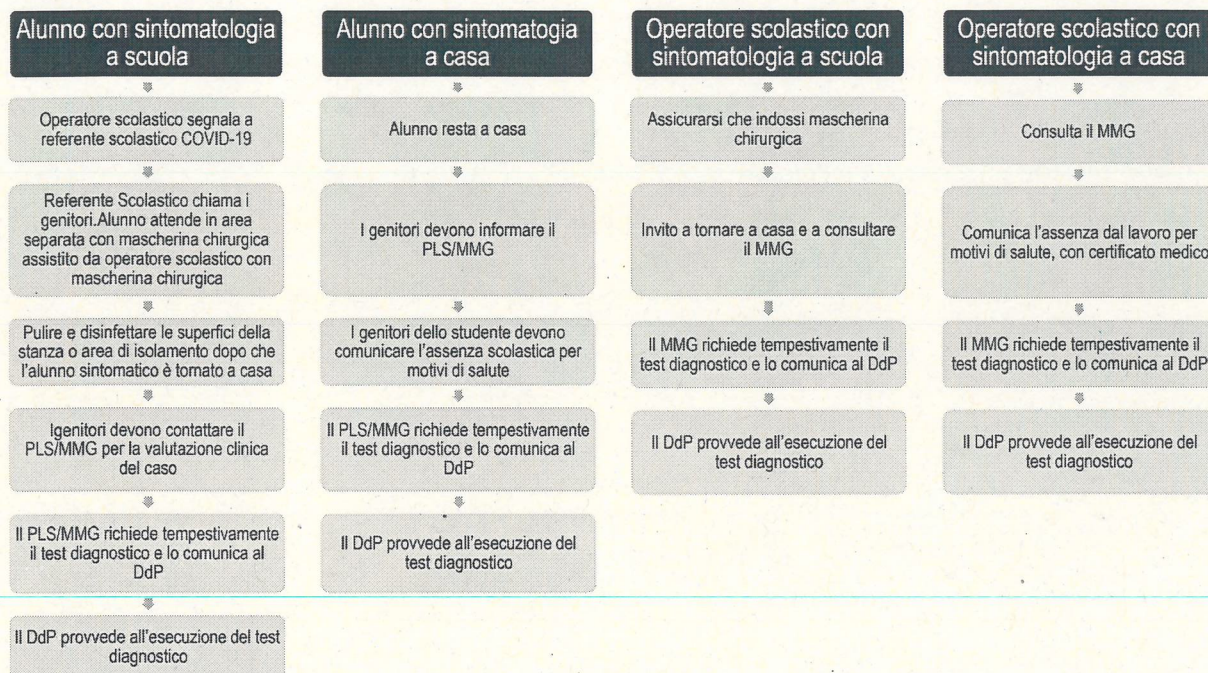 Alunno con sintomatologia
a scuola
Operatore scolastico segnala a
referente scolastico COVID-19
Referente Scolastico chiama i
genitori.Alunno attende in area
separata con mascherina chirurgica
assistito da operatore scolastico con
mascherina chirurgica
Pulire e disinfettare le superfici della
stanza o area di isolamento dopo che
l'alunno sintomatico è tornato a casa
Igenitori devono contattare il
PLS/MMG per la valutazione clinica
del caso
Il PLS/MMG richiede tempestivamente
il test diagnostico e lo comunica al
DdP
Il DdP provvede all'esecuzione del test
diagnostico
Alunno con sintomatogia
a casa
Alunno resta a casa
I genitori devono informare il
PLS/MMG
I genitori dello studente devono
comunicare l'assenza scolastica per
motivi di salute
Il PLS/MMG richiede tempestivamente
il test diagnostico e lo comunica al
DdP
Il DdP provvede all'esecuzione del
test diagnostico
Operatore scolastico con
sintomatologia a scuola
Assicurarsi che indossi mascherina
chirurgica
Invito a tornare a casa e a consultare
il MMG
Il MMG richiede tempestivamente il
test diagnostico e lo comunica al DdP
Il DdP provvede all'esecuzione del
test diagnostico
Operatore scolastico con
sintomatologia a casa
Consulta il MMG
Comunica l'assenza dal lavoro per
motivi di salute, con certificato medico
Il MMG richiede tempestivamente il
test diagnostico e lo comunica al DdP
Il DdP provvede all'esecuzione del
test diagnostico